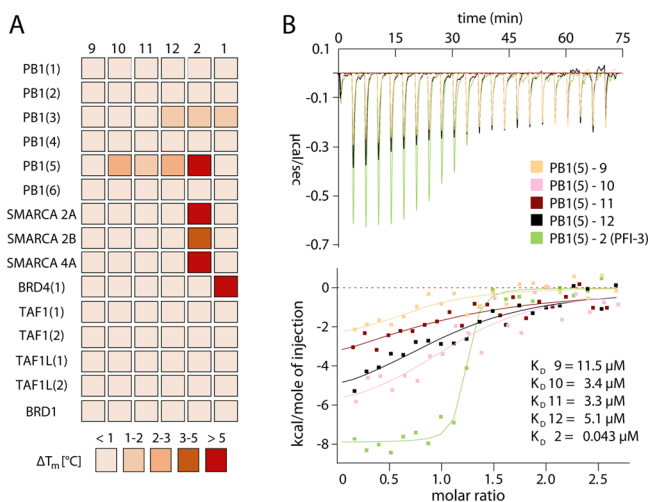 A
9 10 11 12 2 1
PB1(1)
PB1(2)
PB1(3)
PB1(4)
PB1(5)
PB1(6)
SMARCA 2A
SMARCA 2B
SMARCA 4A
BRD4(1)
TAF1(1)
TAF1(2)
TAF1L(1)
TAF1L(2)
BRD1
< 1 1-2 2-3 3-5 > 5
ΔTm [°C]
B
time (min)
0 15 30 45 60 75
0.1
-0.1
-0.3
-0.5
-0.7
µcal/sec
PB1(5) - 9
PB1(5) - 10
PB1(5) - 11
PB1(5) - 12
PB1(5) - 2 (PFI-3)
0
-2
-4
-6
-8
kcal/mole of injection
KD 9 = 11.5 µM
KD 10 = 3.4 µM
KD 11 = 3.3 µM
KD 12 = 5.1 µM
KD 2 = 0.043 µM
0 0.5 1.0 1.5 2.0 2.5
molar ratio